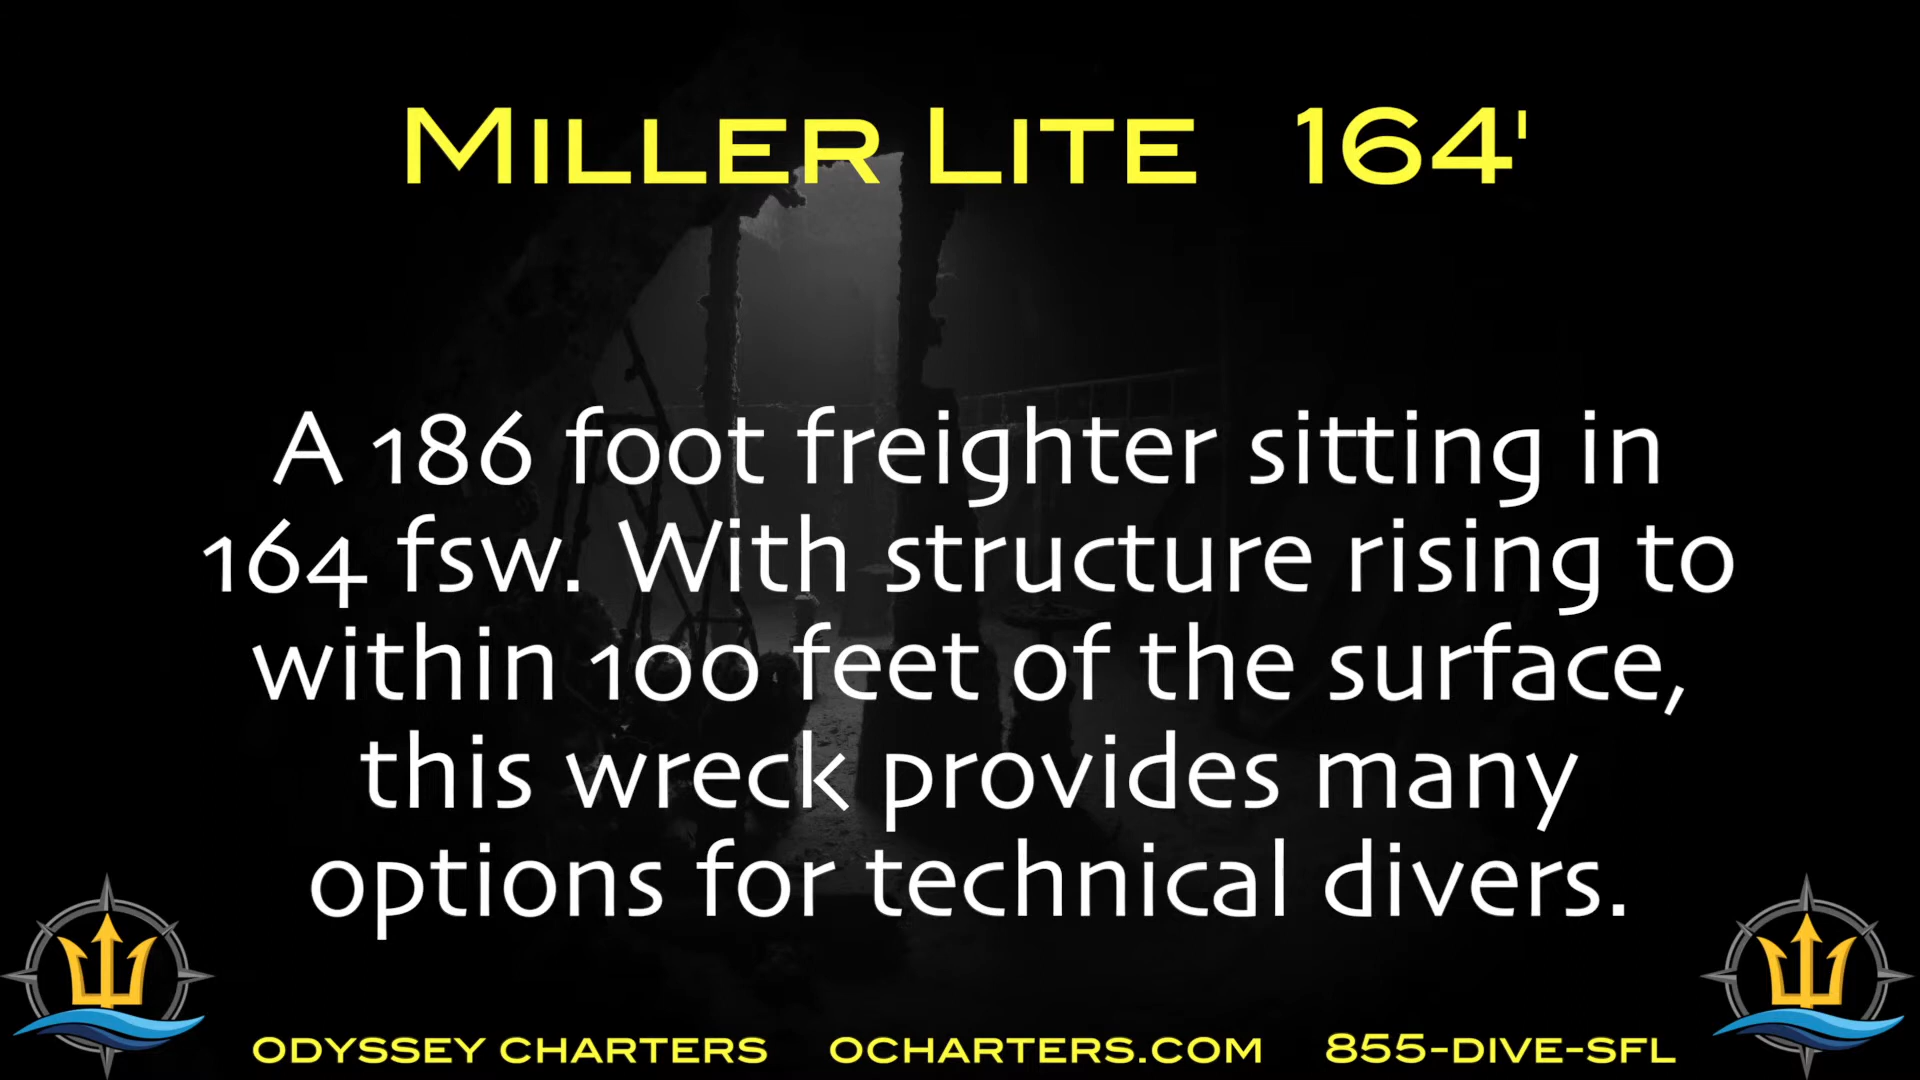 MILLER LITE 164'
A 186 foot freighter sitting in
164 fsw. With structure rising to
within 100 feet of the surface,
this wreck provides many
options for technical divers.
ODYSSEY CHARTERS OCHARTERS.COM 855-DIVE-SFL